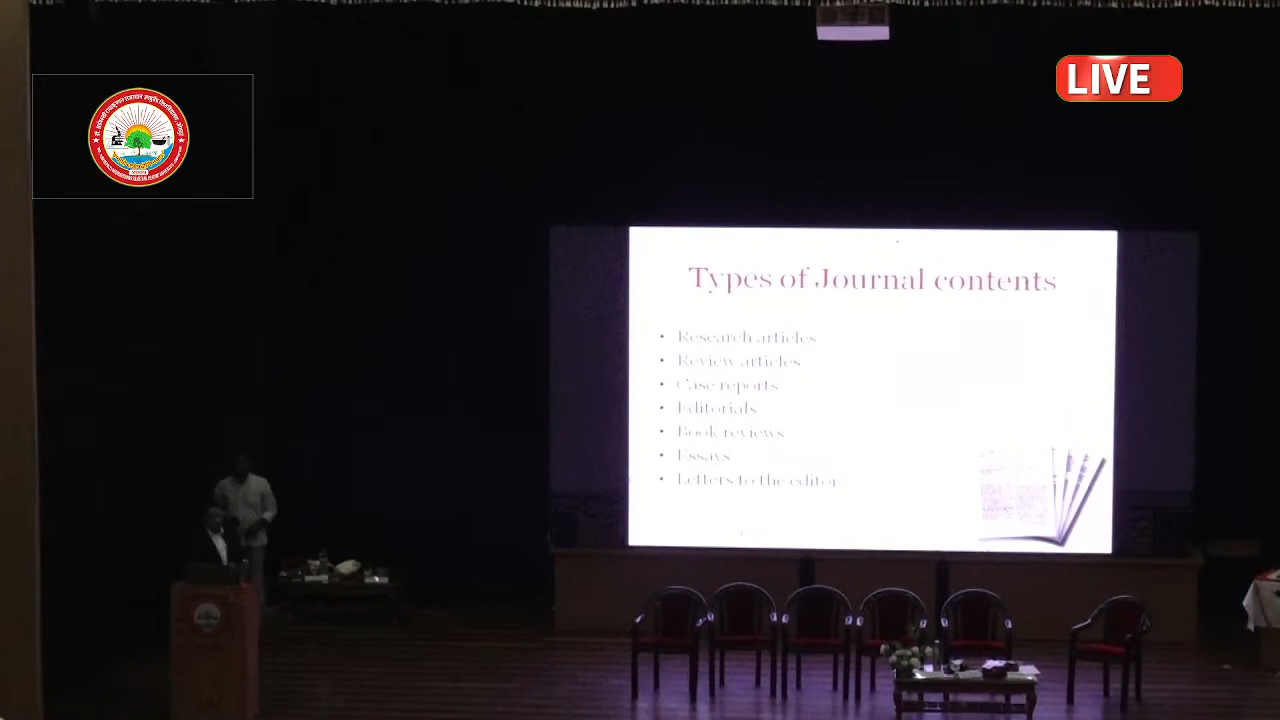 LIVE
2003
Types of Journal contents
• Research articles
• Review articles
• Case reports
• Editorials
• Book reviews
• Essays
• Letters to the editor